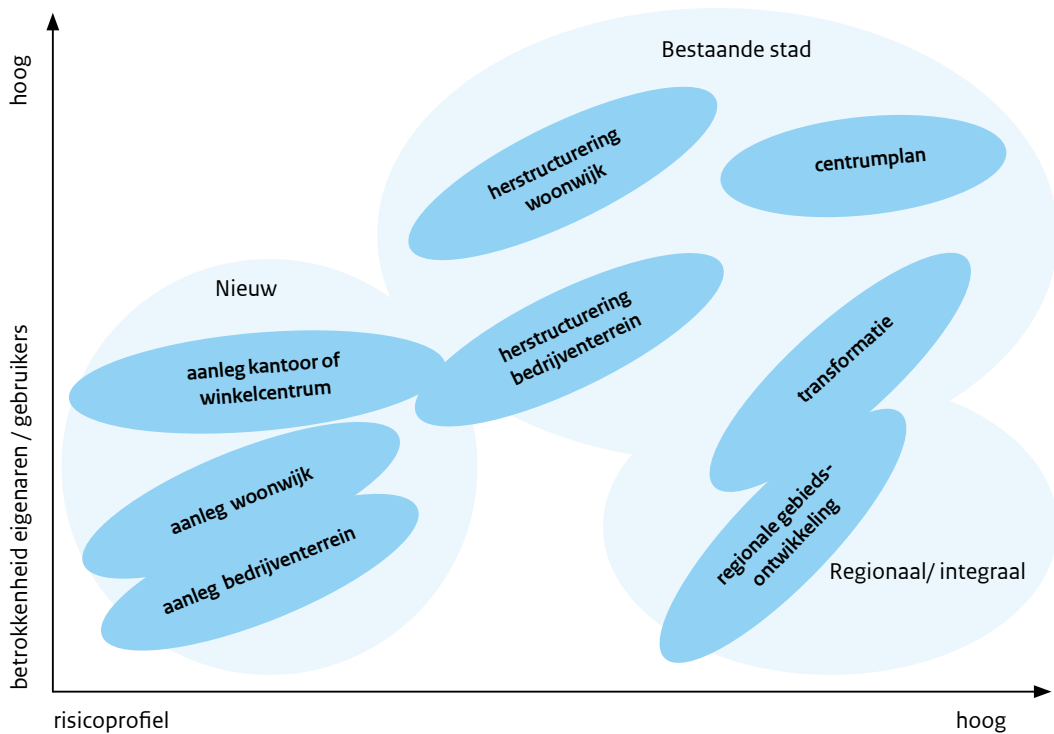 hoog
betrokkenheid eigenaren / gebruikers
Bestaande stad
herstructurering
woonwijk
centrumplan
Nieuw
aanleg kantoor of
winkelcentrum
herstructurering
bedrijventerrein
transformatie
aanleg woonwijk
aanleg bedrijventerrein
regionale gebieds-
ontwikkeling
Regionaal/ integraal
risicoprofiel
hoog